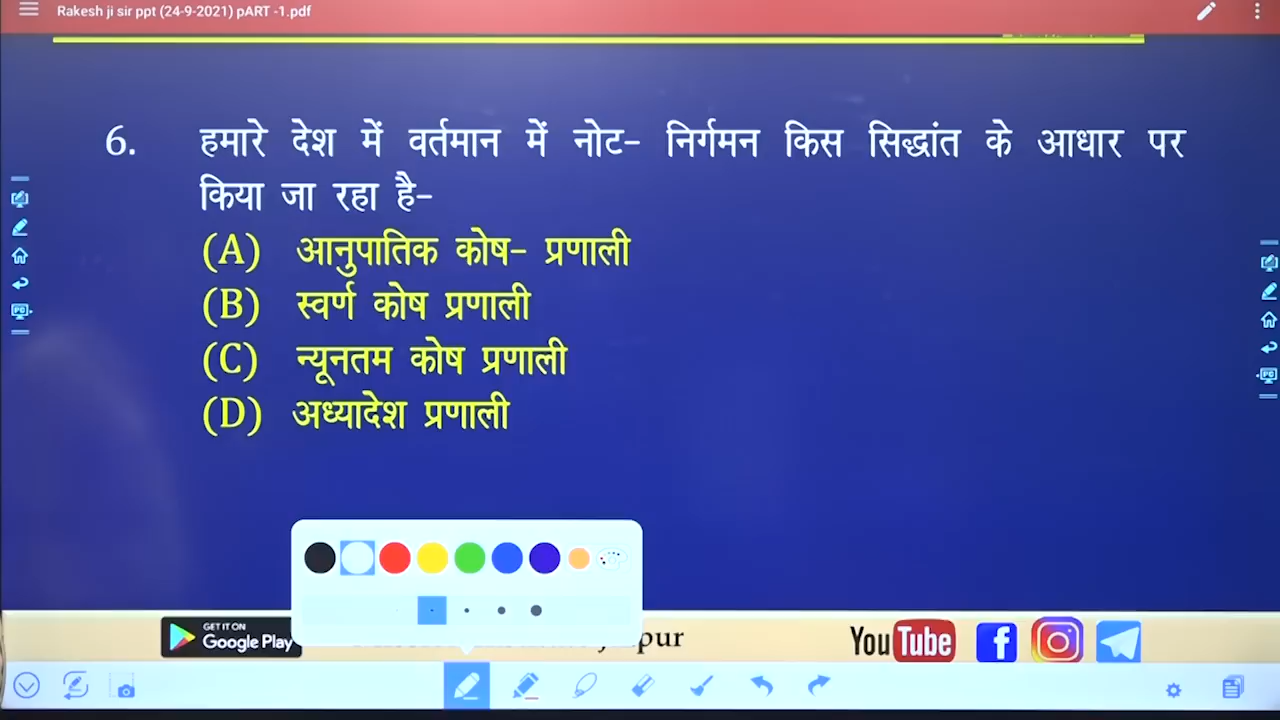 Rakesh ji sir ppt (24-9-2021) pART -1.pdf
6. हमारे देश में वर्तमान में नोट- निर्गमन किस सिद्धांत के आधार पर
किया जा रहा है-
(A) आनुपातिक कोष- प्रणाली
(B) स्वर्ण कोष प्रणाली
(C) न्यूनतम कोष प्रणाली
(D) अध्यादेश प्रणाली
GET IT ON
Google Play
YouTube